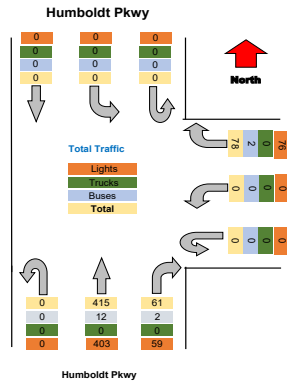 Humboldt Pkwy
0 0 0
0 0 0
0 0 0
0 0 0
North
Total Traffic
Lights
Trucks
Buses
Total
78 2 0 76
0 0 0 0
0 0 0 0
0 415 61
0 12 2
0 0 0
0 403 59
Humboldt Pkwy